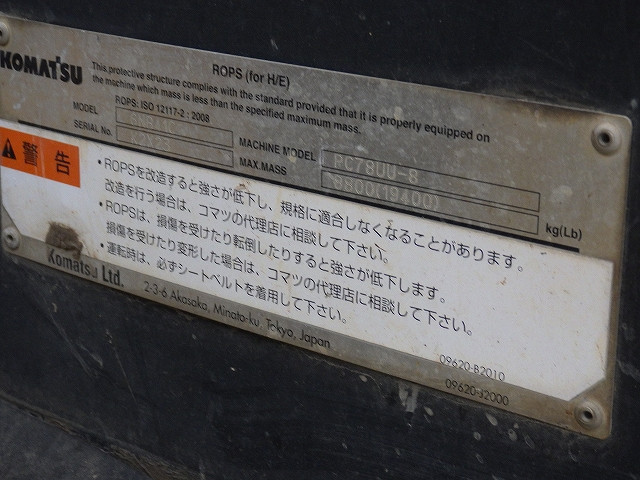 KOMATSU
ROPS (for H/E)
This protective structure complies with the standard provided that it is properly equipped on
the machine which mass is less than the specified maximum mass.
ROPS: ISO 12117-2 : 2008
MODEL
SERIAL No.
MACHINE MODEL PC78UU-8
MAX.MASS 8800(19400) kg(Lb)
警告
・ROPSを改造すると強さが低下し、規格に適合しなくなることがあります。
改造を行う場合は、コマツの代理店に相談して下さい。
・ROPSは、損傷を受けたり転倒したりすると強さが低下します。
損傷を受けたり変形した場合は、コマツの代理店に相談して下さい。
・運転時は、必ずシートベルトを着用して下さい。
09620-B2010
Komatsu Ltd.
2-3-6 Akasaka, Minato-ku, Tokyo, Japan
09620-J2000